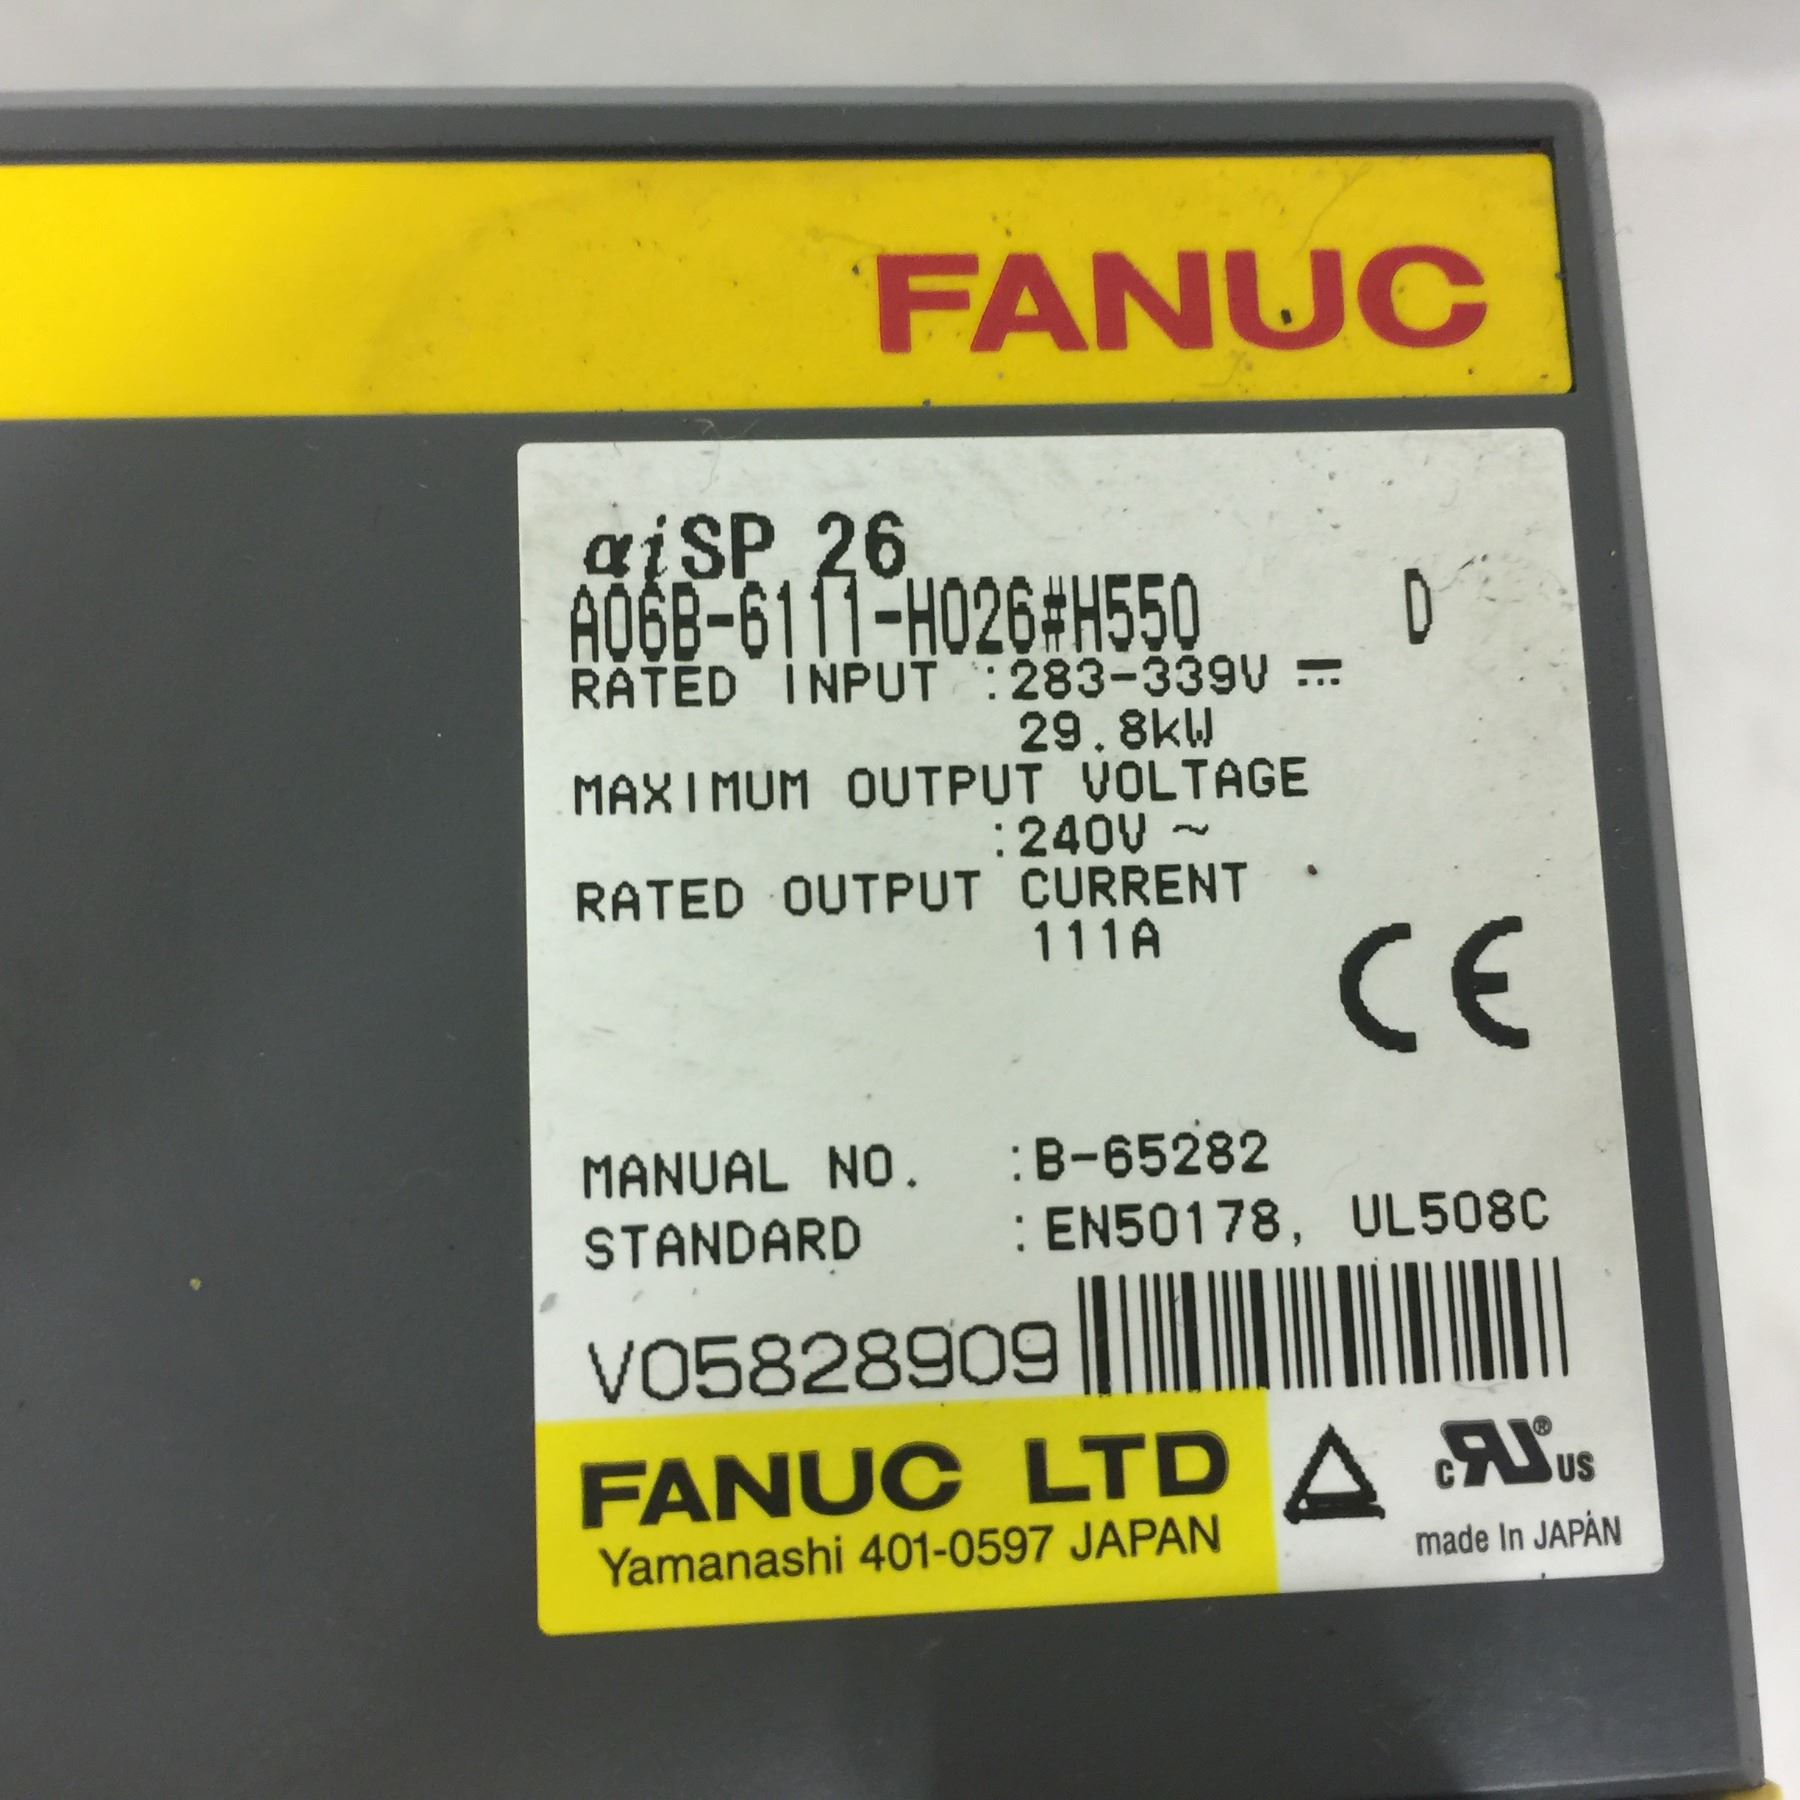 FANUC
αiSP 26
A06B-6111-H026#H550 D
RATED INPUT :283-339V ⎓
29.8kW
MAXIMUM OUTPUT VOLTAGE
:240V ~
RATED OUTPUT CURRENT
111A
CE
MANUAL NO. :B-65282
STANDARD :EN50178, UL508C
V05828909
FANUC LTD
Yamanashi 401-0597 JAPAN
c RU ® US
made In JAPAN